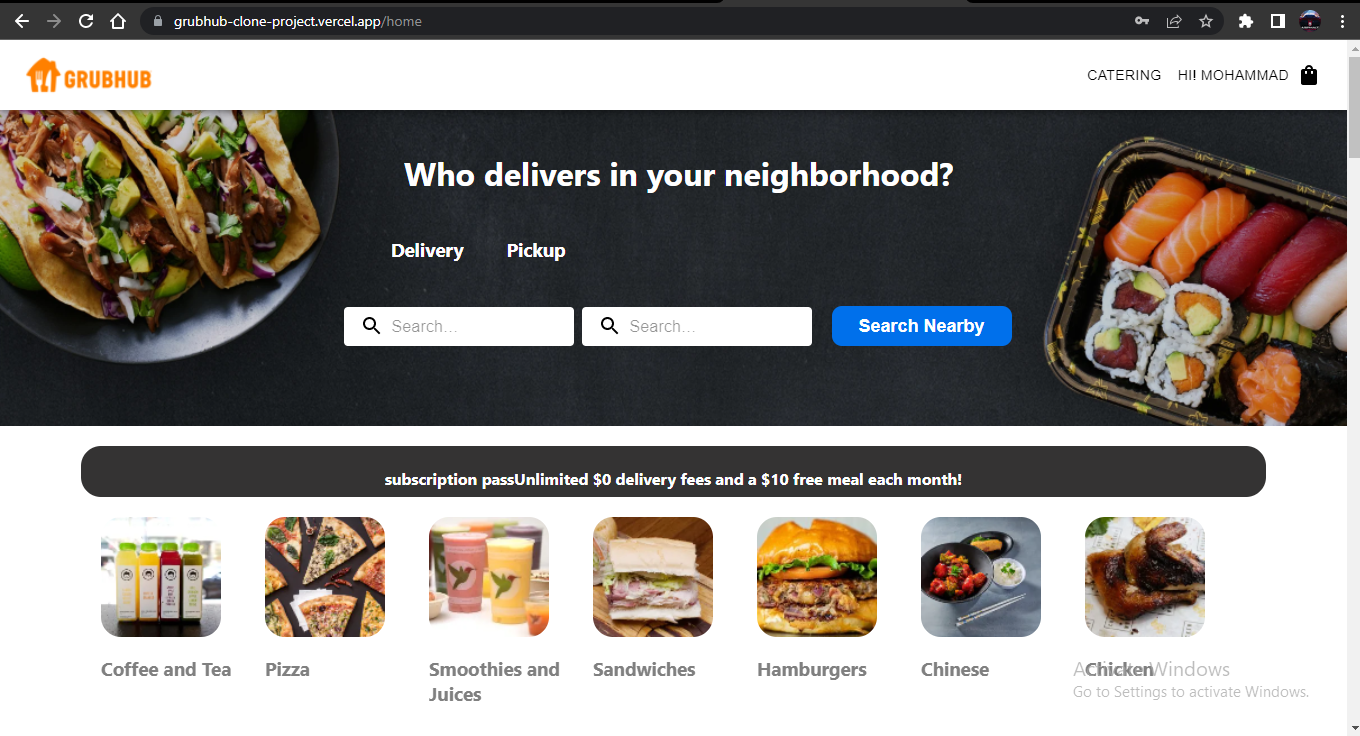 grubhub-clone-project.vercel.app/home
GRUBHUB
CATERING HI! MOHAMMAD
Who delivers in your neighborhood?
Delivery Pickup
Search... Search... Search Nearby
subscription passUnlimited $0 delivery fees and a $10 free meal each month!
Coffee and Tea Pizza Smoothies and Juices Sandwiches Hamburgers Chinese Chicken
Activate Windows
Go to Settings to activate Windows.